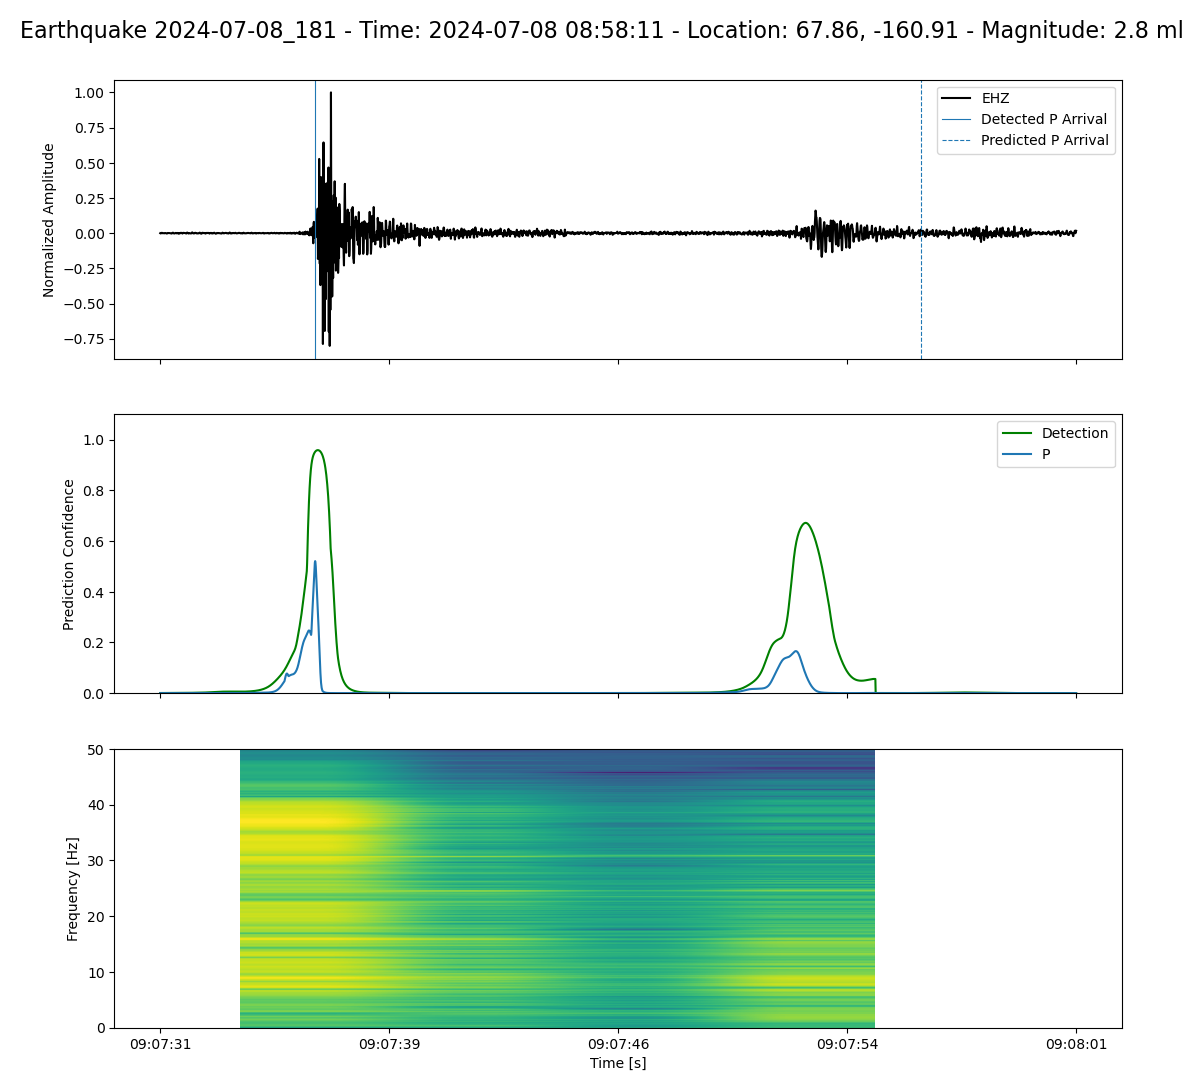 Earthquake 2024-07-08_181 - Time: 2024-07-08 08:58:11 - Location: 67.86, -160.91 - Magnitude: 2.8 ml
Normalized Amplitude
1.00
0.75
0.50
0.25
0.00
−0.25
−0.50
−0.75
EHZ
Detected P Arrival
Predicted P Arrival
Prediction Confidence
1.0
0.8
0.6
0.4
0.2
0.0
Detection
P
Frequency [Hz]
50
40
30
20
10
0
09:07:31 09:07:39 09:07:46 09:07:54 09:08:01
Time [s]